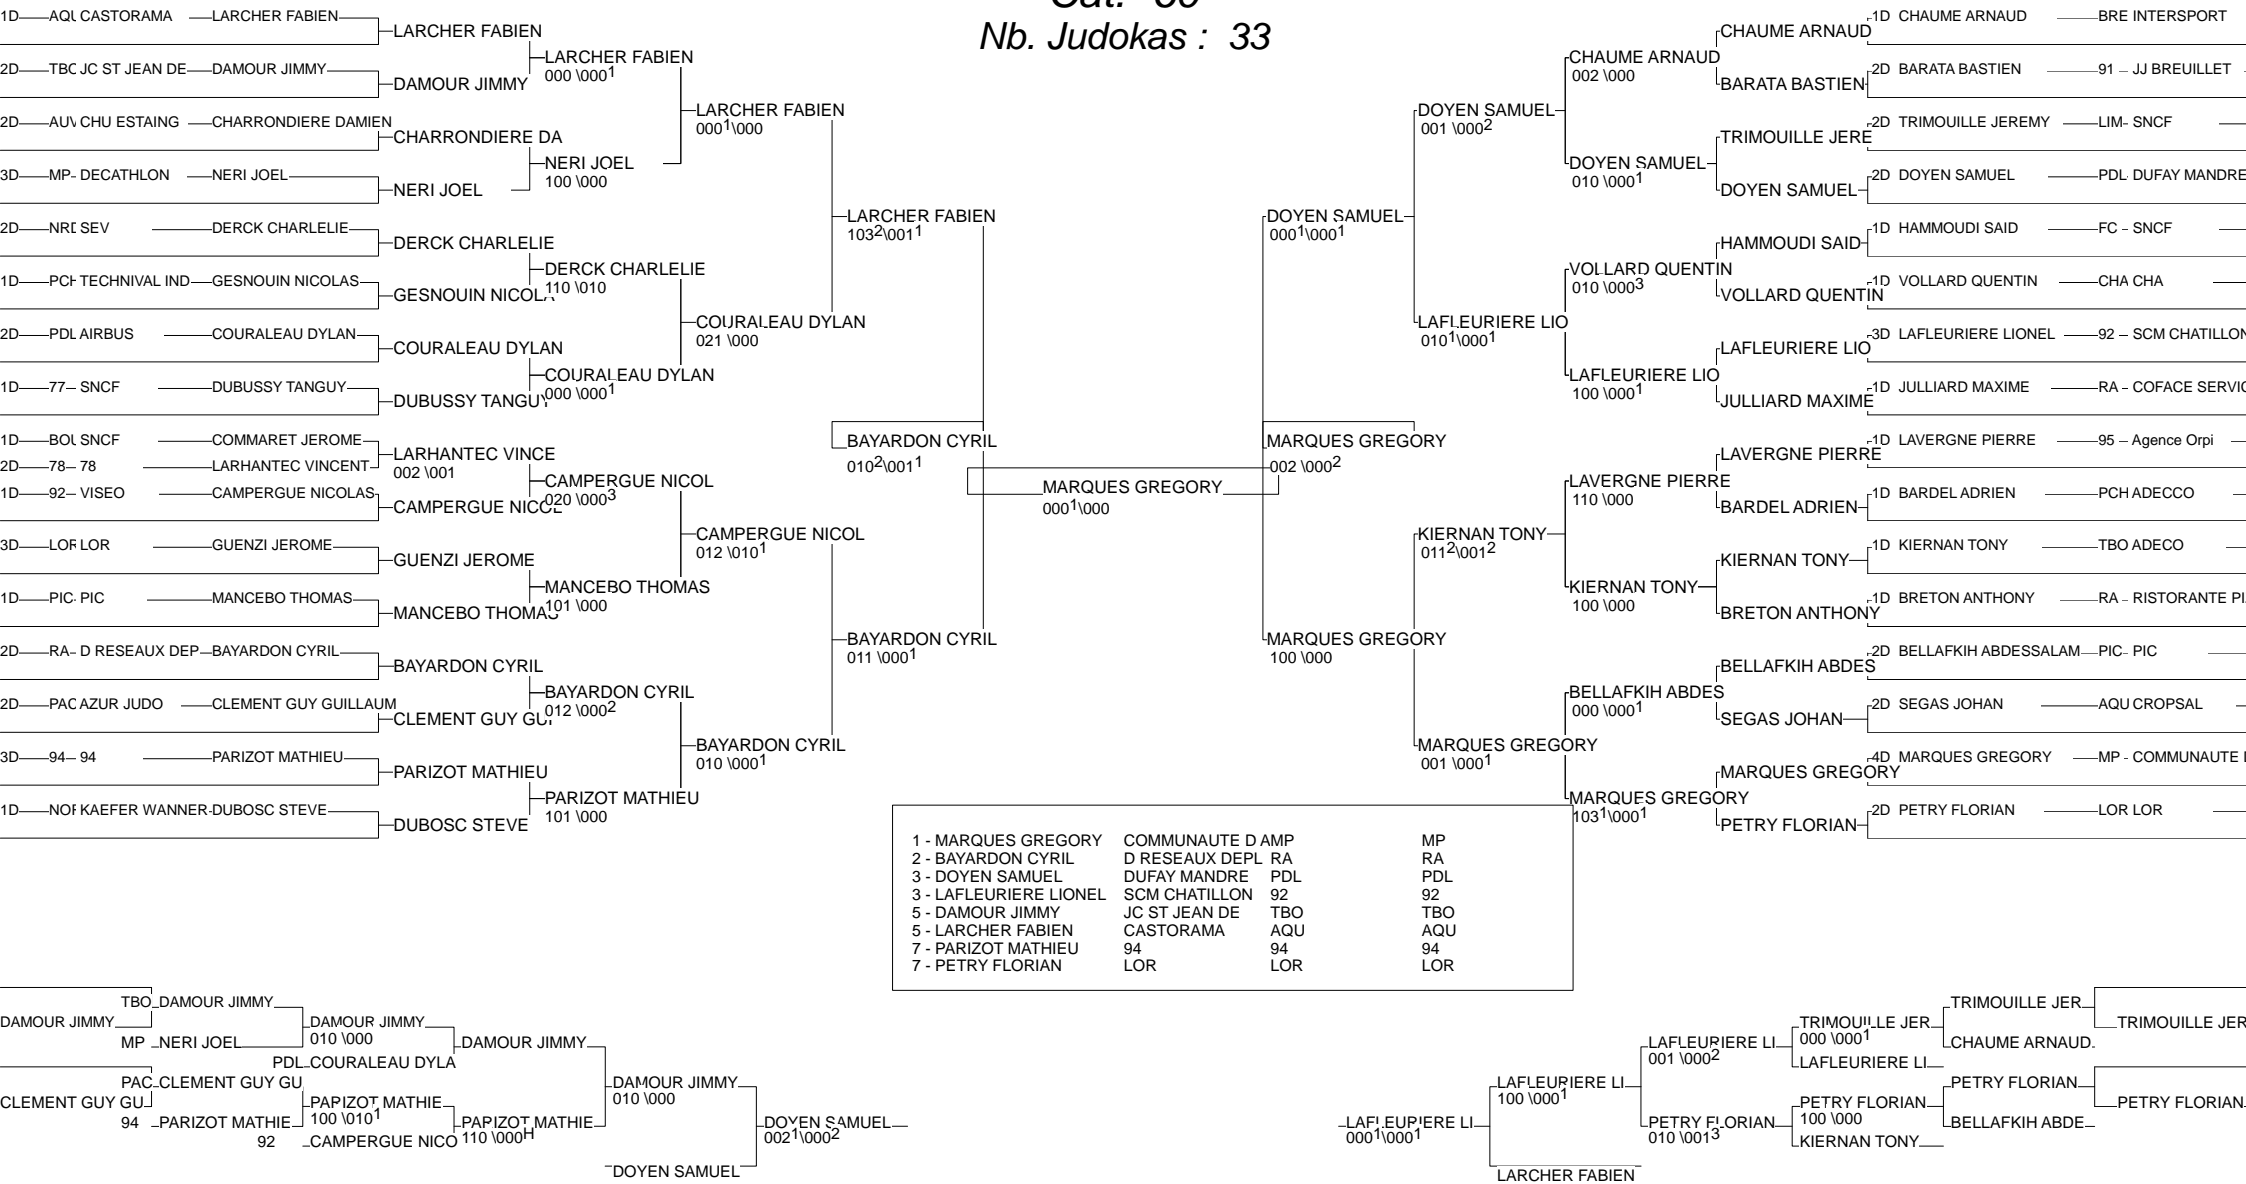 Nb. Judokas : 33
1D AQU CASTORAMA LARCHER FABIEN
2D TBO JC ST JEAN DE DAMOUR JIMMY
2D AUV CHU ESTAING CHARRONDIERE DAMIEN
3D MP- DECATHLON NERI JOEL
2D SEV DERCK CHARLELIE
1D PCH TECHNIVAL IND GESNOUIN NICOLAS
2D PDL AIRBUS COURALEAU DYLAN
1D 77 SNCF DUBUSSY TANGUY
1D SNCF COMMARET JEROME
2D 78 78 LARHANTEC VINCENT
1D 92 VISEO CAMPERGUE NICOLAS
3D LOR LOR GUENZI JEROME
1D PIC- PIC MANCEBO THOMAS
2D RA- D RESEAUX DEP BAYARDON CYRIL
2D PAC AZUR JUDO CLEMENT GUY GUILLAUM
3D 94 94 PARIZOT MATHIEU
1D KAEFER WANNER DUBOSC STEVE
LARCHER FABIEN
DAMOUR JIMMY
CHARRONDIERE DA
NERI JOEL
DERCK CHARLELIE
GESNOUIN NICOLA
COURALEAU DYLAN
DUBUSSY TANGUY
LARHANTEC VINCE
002 \001
CAMPERGUE NICOL
GUENZI JEROME
MANCEBO THOMAS
BAYARDON CYRIL
CLEMENT GUY GUI
PARIZOT MATHIEU
DUBOSC STEVE
LARCHER FABIEN
000 \0001
NERI JOEL
100 \000
DERCK CHARLELIE
110 \010
COURALEAU DYLAN
000 \0001
CAMPERGUE NICOL
020 \0003
MANCEBO THOMAS
101 \000
BAYARDON CYRIL
012 \0002
PARIZOT MATHIEU
101 \000
LARCHER FABIEN
0001\000
COURALEAU DYLAN
021 \000
CAMPERGUE NICOL
012 \0101
BAYARDON CYRIL
010 \0001
LARCHER FABIEN
1032\0011
BAYARDON CYRIL
011 \0001
BAYARDON CYRIL
0102\0011
MARQUES GREGORY
0001\000
MARQUES GREGORY
002 \0002
DOYEN SAMUEL
0001\0001
MARQUES GREGORY
100 \000
DOYEN SAMUEL
001 \0002
LAFLEURIERE LIO
0101\0001
KIERNAN TONY
0112\0012
MARQUES GREGORY
001 \0001
CHAUME ARNAUD
002 \000
DOYEN SAMUEL
010 \0001
VOLLARD QUENTIN
010 \0003
LAFLEURIERE LIO
100 \0001
LAVERGNE PIERRE
110 \000
KIERNAN TONY
100 \000
BELLAFKIH ABDES
000 \0001
MARQUES GREGORY
1031\0001
CHAUME ARNAUD
BARATA BASTIEN
TRIMOUILLE JERE
DOYEN SAMUEL
HAMMOUDI SAID
VOLLARD QUENTIN
LAFLEURIERE LIO
JULLIARD MAXIME
LAVERGNE PIERRE
BARDEL ADRIEN
KIERNAN TONY
BRETON ANTHONY
BELLAFKIH ABDES
SEGAS JOHAN
MARQUES GREGORY
PETRY FLORIAN
1D CHAUME ARNAUD BRE INTERSPORT
2D BARATA BASTIEN 91 - JJ BREUILLET
2D TRIMOUILLE JEREMY LIM- SNCF
2D DOYEN SAMUEL PDL- DUFAY MANDRE
1D HAMMOUDI SAID FC - SNCF
1D VOLLARD QUENTIN CHA CHA
3D LAFLEURIERE LIONEL 92 - SCM CHATILLON
1D JULLIARD MAXIME RA - COFACE SERVIC
1D LAVERGNE PIERRE 95 - Agence Orpi
1D BARDEL ADRIEN PCH ADECCO
1D KIERNAN TONY TBO ADECO
1D BRETON ANTHONY RA - RISTORANTE
2D BELLAFKIH ABDESSALAM PIC- PIC
2D SEGAS JOHAN AQU CROPSAL
4D MARQUES GREGORY MP - COMMUNAUTE
2D PETRY FLORIAN LOR LOR
1 - MARQUES GREGORY COMMUNAUTE D AMP MP
2 - BAYARDON CYRIL D RESEAUX DEPL RA RA
3 - DOYEN SAMUEL DUFAY MANDRE PDL PDL
3 - LAFLEURIERE LIONEL SCM CHATILLON 92 92
5 - DAMOUR JIMMY JC ST JEAN DE TBO TBO
5 - LARCHER FABIEN CASTORAMA AQU AQU
7 - PARIZOT MATHIEU 94 94 94
7 - PETRY FLORIAN LOR LOR LOR
DAMOUR JIMMY
CLEMENT GUY GU
TBO DAMOUR JIMMY
MP NERI JOEL
PAC CLEMENT GUY GU
94 PARIZOT MATHIE
DAMOUR JIMMY
010 \000
PDL COURALEAU DYLA
PARIZOT MATHIE
100 \0101
92 CAMPERGUE NICO
DAMOUR JIMMY
PARIZOT MATHIE
110 \000H
DAMOUR JIMMY
010 \000
DOYEN SAMUEL
DOYEN SAMUEL
0021\0002
LAFLEURIERE LI
0001\0001
LAFLEURIERE LI
100 \0001
LARCHER FABIEN
LAFLEURIERE LI
001 \0002
PETRY FLORIAN
010 \0013
TRIMOUILLE JER
000 \0001
LAFLEURIERE LI
PETRY FLORIAN
100 \000
KIERNAN TONY
TRIMOUILLE JER
CHAUME ARNAUD
PETRY FLORIAN
BELLAFKIH ABDE
TRIMOUILLE JER
PETRY FLORIAN